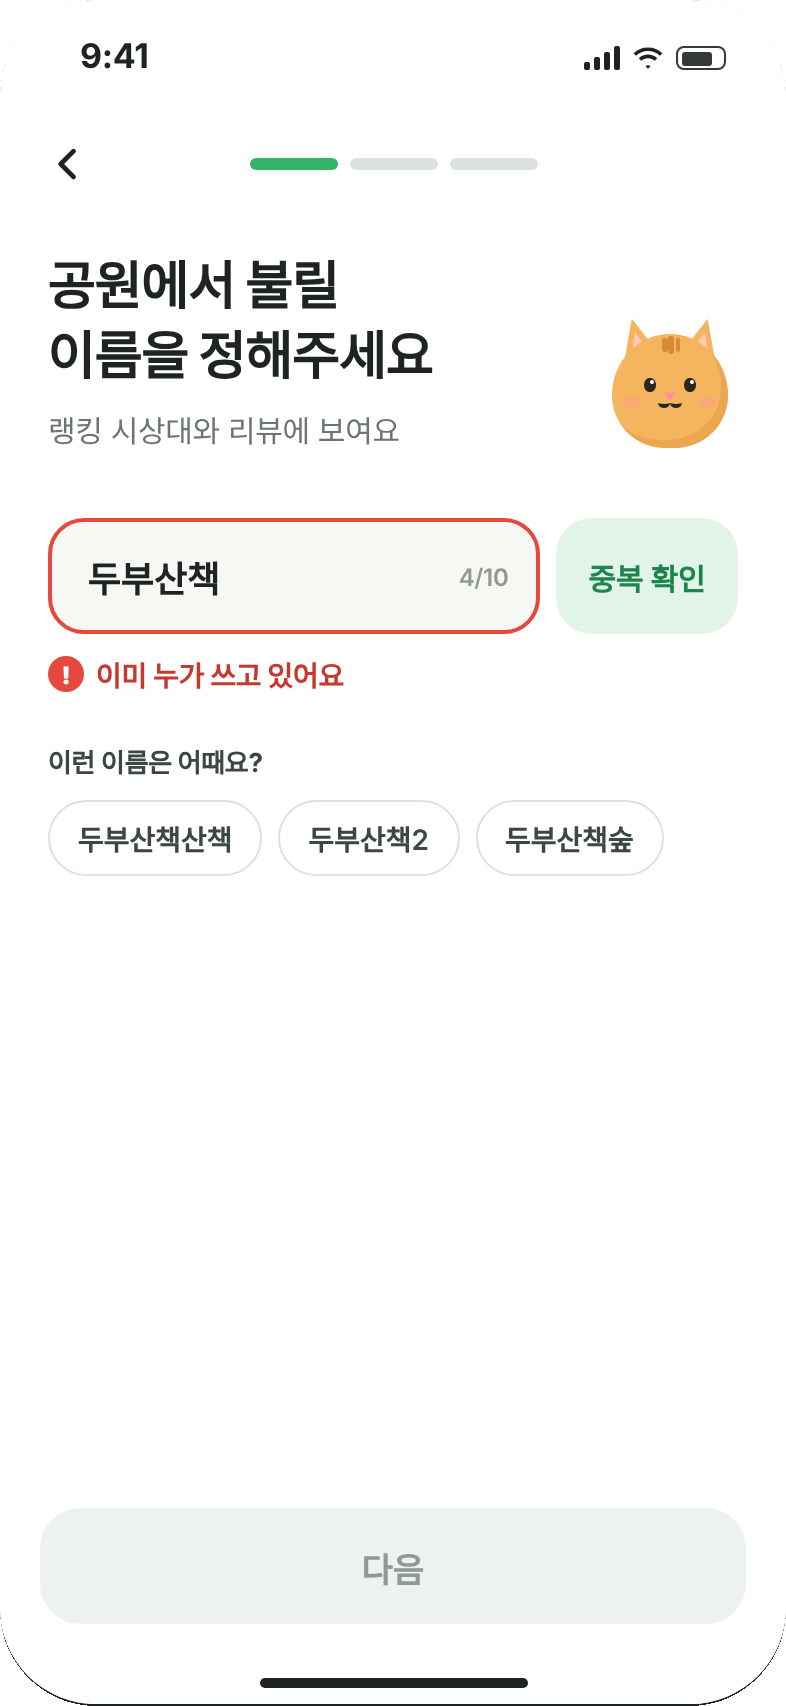 9:41
공원에서 불릴
이름을 정해주세요
랭킹 시상대와 리뷰에 보여요
두부산책 4/10 중복 확인
이미 누가 쓰고 있어요
이런 이름은 어때요?
두부산책산책 두부산책2 두부산책숲
다음